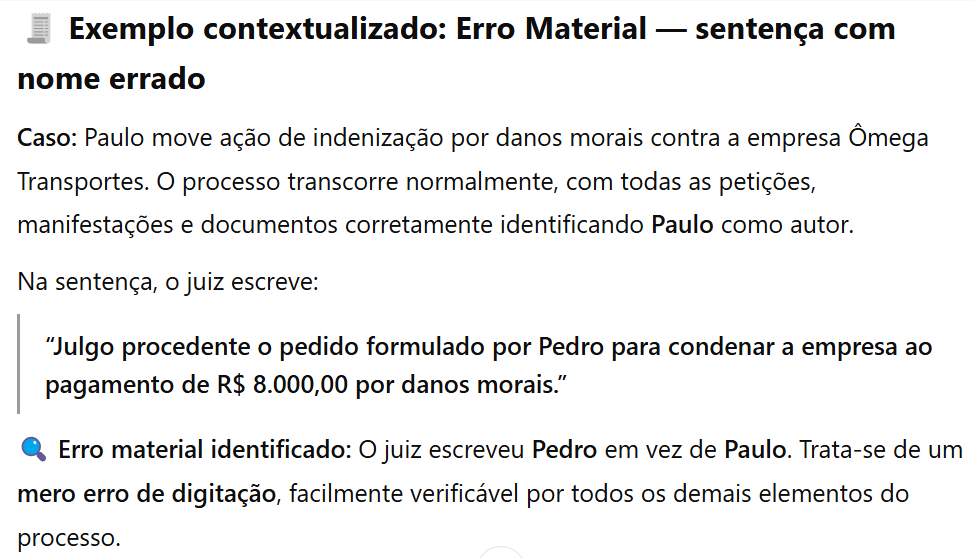 Exemplo contextualizado: Erro Material — sentença com
nome errado
Caso: Paulo move ação de indenização por danos morais contra a empresa Ômega
Transportes. O processo transcorre normalmente, com todas as petições,
manifestações e documentos corretamente identificando Paulo como autor.
Na sentença, o juiz escreve:
“Julgo procedente o pedido formulado por Pedro para condenar a empresa ao
pagamento de R$ 8.000,00 por danos morais.”
Erro material identificado: O juiz escreveu Pedro em vez de Paulo. Trata-se de um
mero erro de digitação, facilmente verificável por todos os demais elementos do
processo.